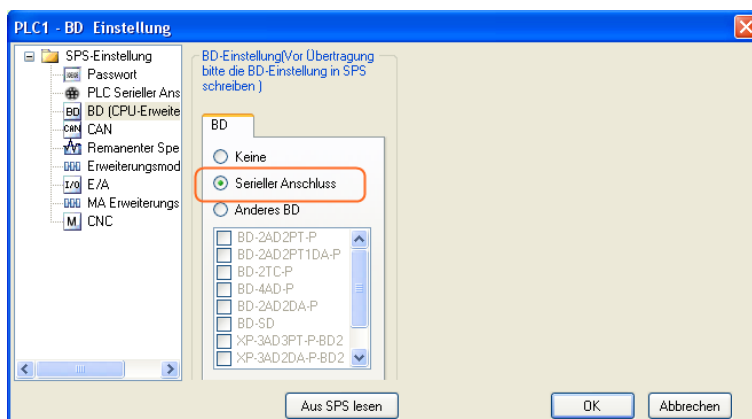 PLC1 - BD Einstellung
SPS-Einstellung
Passwort
PLC Serieller Ans
BD BD (CPU-Erweite
CAN CAN
Remanenter Spe
Erweiterungsmod
I/O E/A
MA Erweiterungs
M CNC
BD-Einstellung(Vor Übertragung
bitte die BD-Einstellung in SPS
schreiben )
BD
Keine
Serieller Anschluss
Anderes BD
BD-2AD2PT-P
BD-2AD2PT1DA-P
BD-2TC-P
BD-4AD-P
BD-2AD2DA-P
BD-SD
XP-3AD3PT-P-BD2
XP-3AD2DA-P-BD2
Aus SPS lesen
OK
Abbrechen